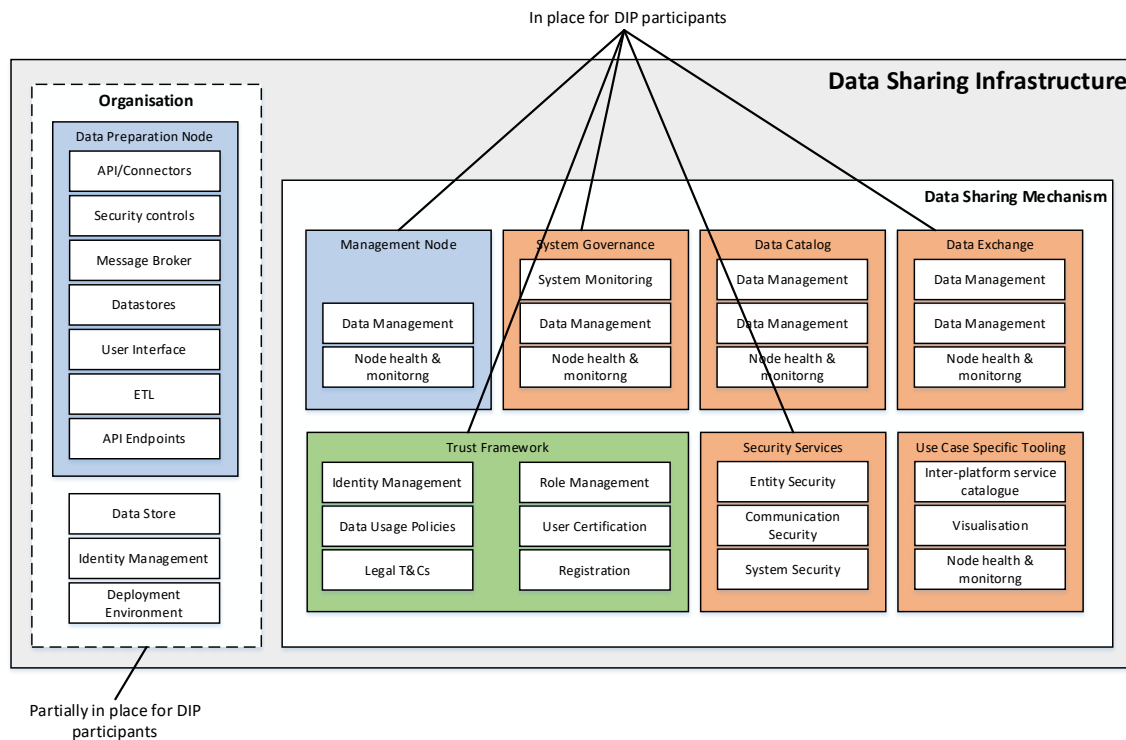 In place for DIP participants
Data Sharing Infrastructure
Organisation
Data Preparation Node
API/Connectors
Security controls
Message Broker
Datastores
User Interface
ETL
API Endpoints
Data Store
Identity Management
Deployment
Environment
Partially in place for DIP
participants
Data Sharing Mechanism
Management Node
Data Management
Node health &
monitorng
System Governance
System Monitoring
Data Management
Node health &
monitorng
Data Catalog
Data Management
Data Management
Node health &
monitorng
Data Exchange
Data Management
Data Management
Node health &
monitorng
Trust Framework
Identity Management
Role Management
Data Usage Policies
User Certification
Legal T&Cs
Registration
Security Services
Entity Security
Communication
Security
System Security
Use Case Specific Tooling
Inter-platform service
catalogue
Visualisation
Node health &
monitorng